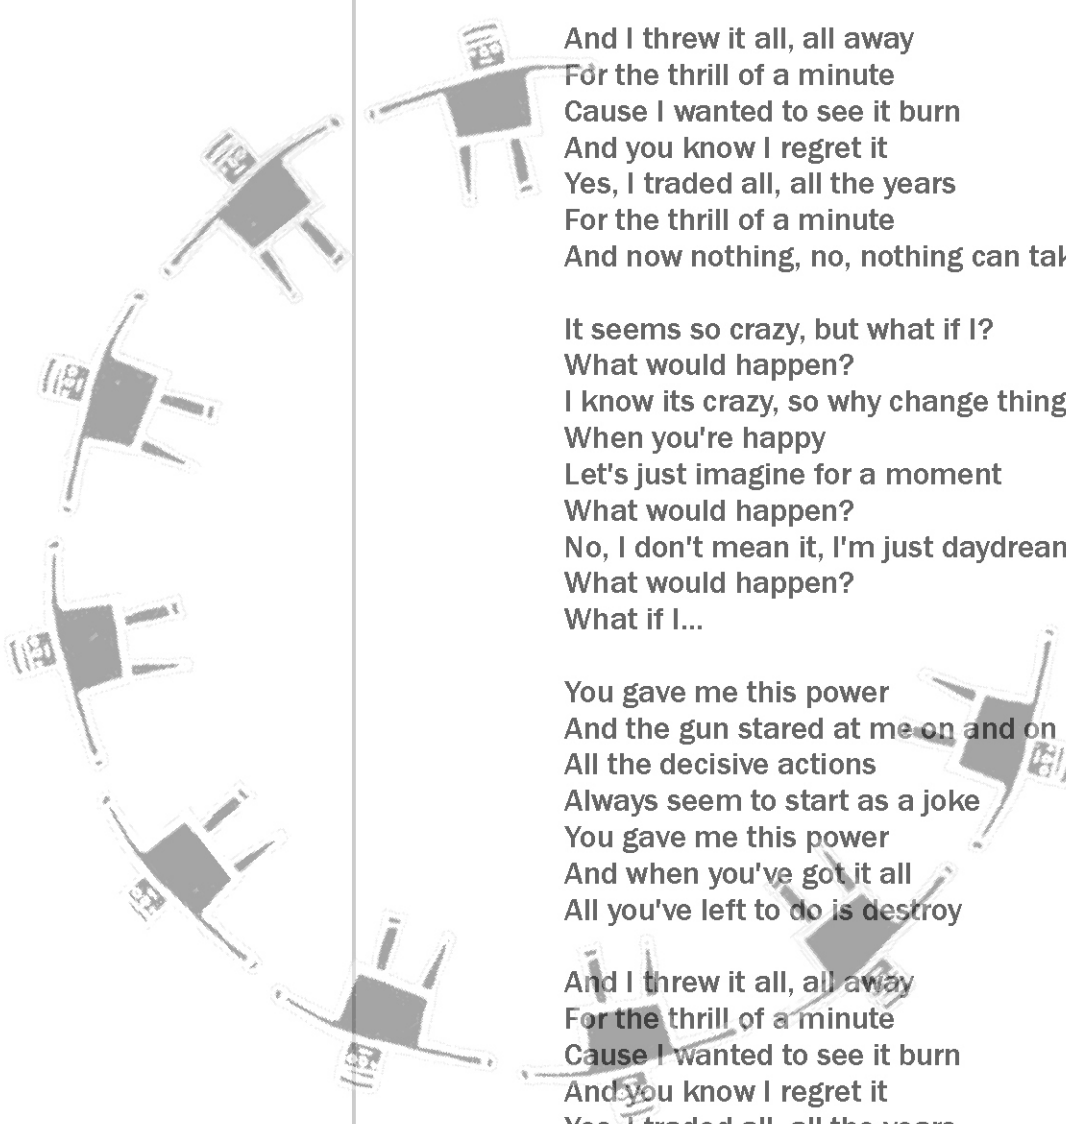 And I threw it all, all away
For the thrill of a minute
Cause I wanted to see it burn
And you know I regret it
Yes, I traded all, all the years
For the thrill of a minute
And now nothing, no, nothing can tak

It seems so crazy, but what if I?
What would happen?
I know its crazy, so why change thing
When you're happy
Let's just imagine for a moment
What would happen?
No, I don't mean it, I'm just daydrean
What would happen?
What if I...

You gave me this power
And the gun stared at me on and on
All the decisive actions
Always seem to start as a joke
You gave me this power
And when you've got it all
All you've left to do is destroy

And I threw it all, all away
For the thrill of a minute
Cause I wanted to see it burn
And you know I regret it
Yes, I traded all, all the years